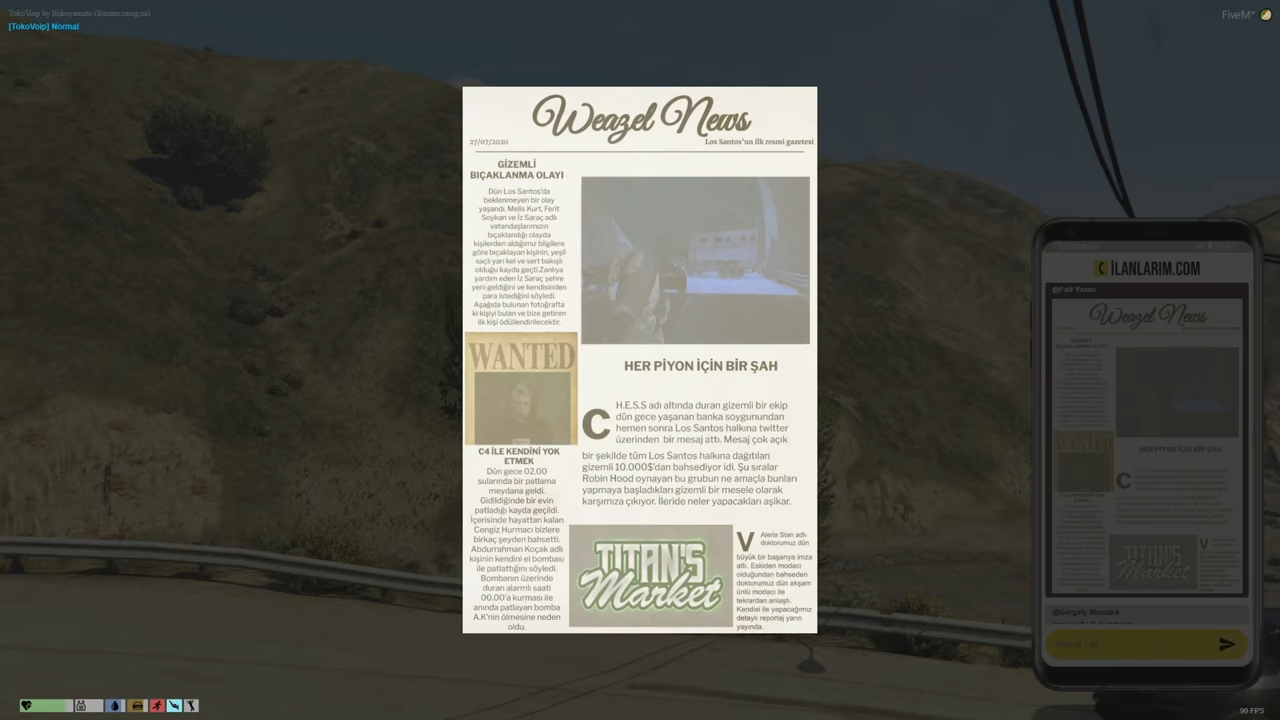 TokoVoip by Itokoyamato
[TokoVoip] Normal
FiveM*
Weazel News
27/07/2020
Los Santos'un ilk resmi gazetesi
GİZEMLİ
BIÇAKLANMA OLAYI
Dün Los Santos'da
beklenmeyen bir olay
yaşandı. Melis Kurt, Ferit
Soykan ve İz Saraç adlı
vatandaşlarımızın
bıçaklandığı olayda
kişilerden aldığımız bilgilere
göre bıçaklayan kişinin, yeşil
saçlı yarı kel ve sert bakışlı
olduğu kayda geçti.Zanlıya
yardım eden İz Saraç şehre
yeni geldiğini ve kendisinden
para istediğini söyledi.
Aşağıda bulunan fotoğrafta
ki kişiyi bulan ve bize getiren
ilk kişi ödüllendirilecektir.
WANTED
C4 İLE KENDİNİ YOK
ETMEK
Dün gece 02.00
sularında bir patlama
meydana geldi.
Gidildiğinde bir evin
patladığı kayda geçildi.
İçerisinde hayattan kalan
Cengiz Hurmacı bizlere
birkaç şeyden bahsetti.
Abdurrahman Koçak adlı
kişinin kendini el bombası
ile patlattığını söyledi.
Bombanın üzerinde
duran alarmlı saati
00.00'a kurması ile
anında patlayan bomba
A.K'nin ölmesine neden
oldu.
HER PİYON İÇİN BİR ŞAH
C H.E.S.S adı altında duran gizemli bir ekip
dün gece yaşanan banka soygunundan
hemen sonra Los Santos halkına twitter
üzerinden bir mesaj attı. Mesaj çok açık
bir şekilde tüm Los Santos halkına dağıtılan
gizemli 10.000$'dan bahsediyor idi. Şu sıralar
Robin Hood oynayan bu grubun ne amaçla bunları
yapmaya başladıkları gizemli bir mesele olarak
karşımıza çıkıyor. İleride neler yapacakları aşikar.
TITAN'S
Market
V Aleria Stan adlı
doktorumuz dün
büyük bir başarıya imza
attı. Eskiden modacı
olduğundan bahseden
doktorumuz dün akşam
ünlü modacı ile
tekrardan anlaştı.
Kendisi ile yapacağımız
detaylı reportaj yarın
yayında.
İLANLARIM.COM
@Fali Yazıcı
Weazel News
HER PİYON İÇİN BİR ŞAH
WANTED
TITAN'S
Market
@Gergely Mematia
Mesaj Yaz
90 FPS